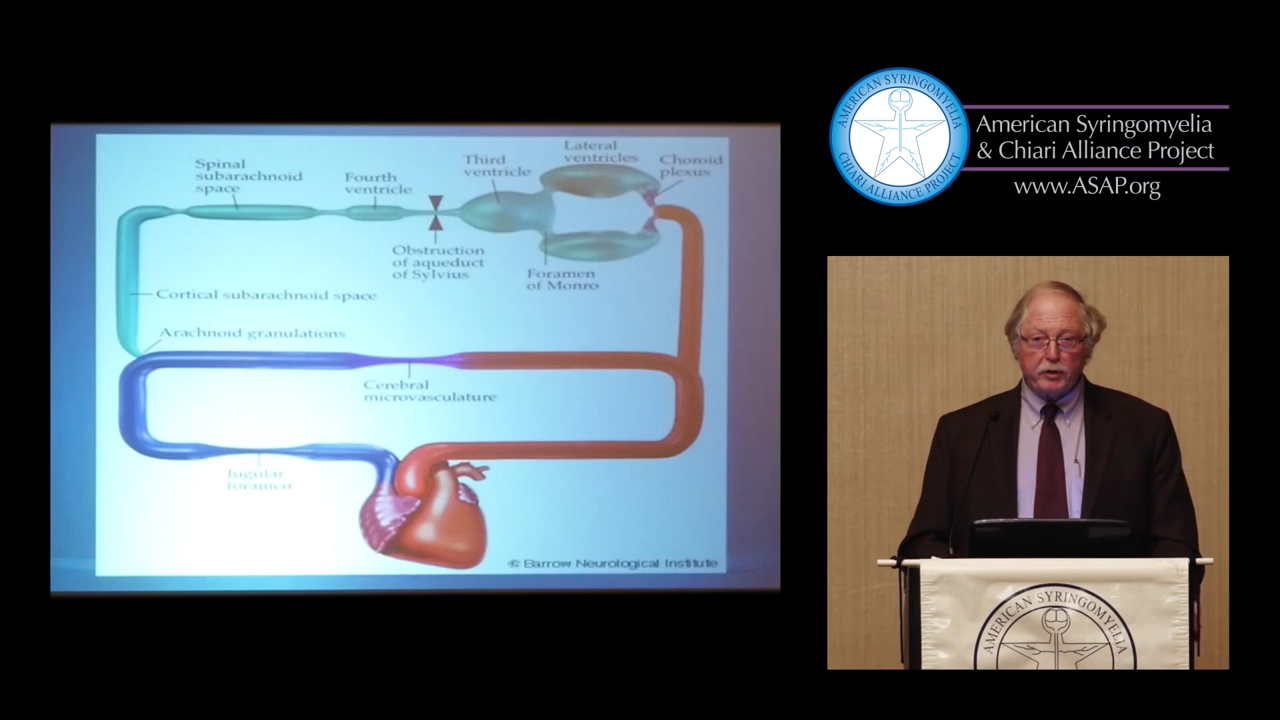 Spinal
subarachnoid
space
Fourth
ventricle
Third
ventricle
Lateral
ventricles
Choroid
plexus
Obstruction
of aqueduct
of Sylvius
Foramen
of Monro
Cortical subarachnoid space
Arachnoid granulations
Cerebral
microvasculature
Jugular
foramen
© Barrow Neurological Institute
AMERICAN SYRINGOMYELIA
CHIARI ALLIANCE PROJECT
American Syringomyelia
& Chiari Alliance Project
www.ASAP.org
AMERICAN SYRINGOMYELIA